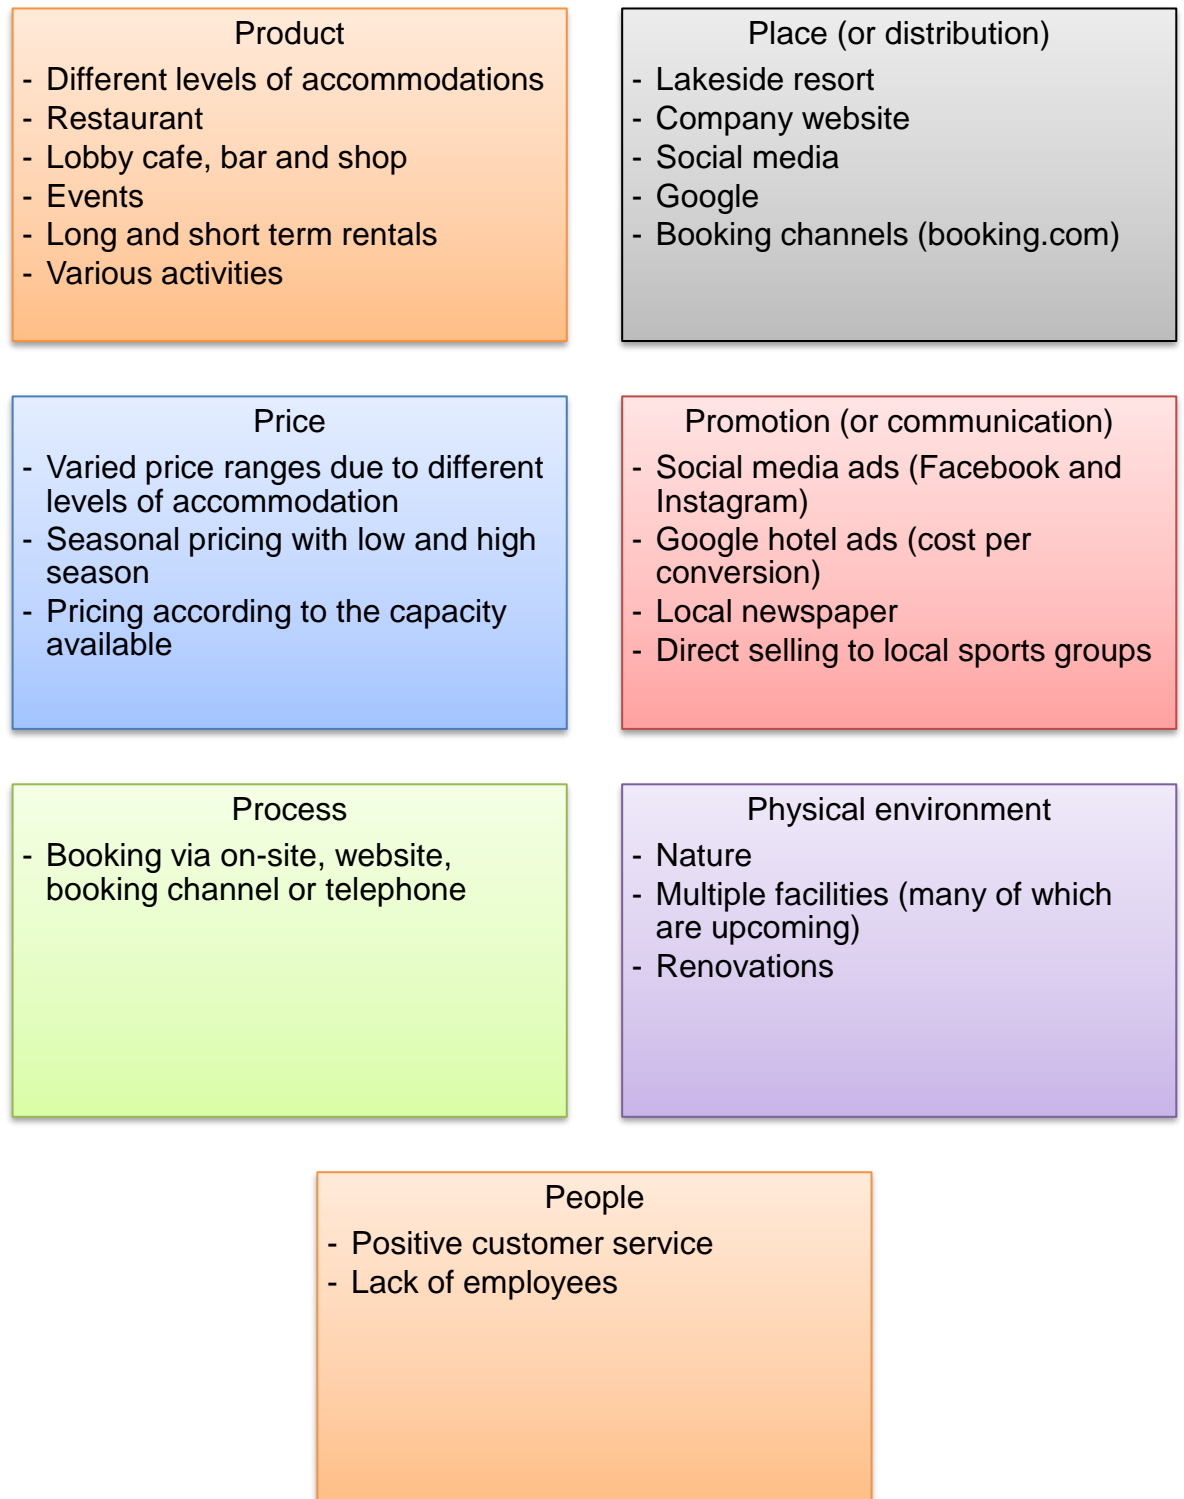 Product
- Different levels of accommodations
- Restaurant
- Lobby cafe, bar and shop
- Events
- Long and short term rentals
- Various activities
Place (or distribution)
- Lakeside resort
- Company website
- Social media
- Google
- Booking channels (booking.com)
Price
- Varied price ranges due to different
levels of accommodation
- Seasonal pricing with low and high
season
- Pricing according to the capacity
available
Promotion (or communication)
- Social media ads (Facebook and
Instagram)
- Google hotel ads (cost per
conversion)
- Local newspaper
- Direct selling to local sports groups
Process
- Booking via on-site, website,
booking channel or telephone
Physical environment
- Nature
- Multiple facilities (many of which
are upcoming)
- Renovations
People
- Positive customer service
- Lack of employees